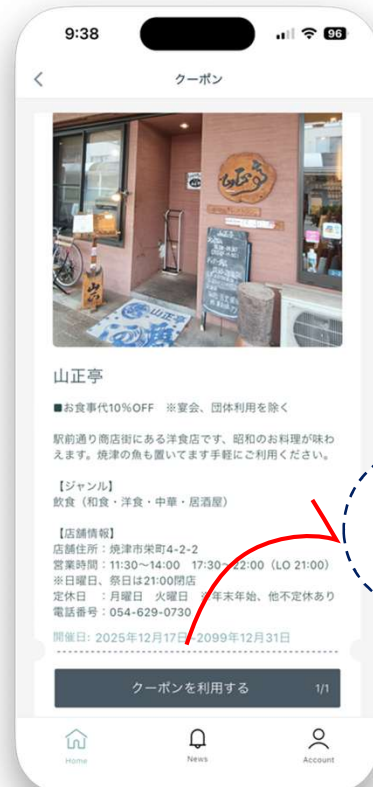 9:38
96
クーポン
山正亭
山正亭
■お食事代10%OFF ※宴会、団体利用を除く
駅前通り商店街にある洋食店です、昭和のお料理が味わ
えます。焼津の魚も置いてます手軽にご利用ください。
【ジャンル】
飲食（和食・洋食・中華・居酒屋）
【店舗情報】
店舗住所：焼津市栄町4-2-2
営業時間：11:30〜14:00 17:30〜22:00（LO 21:00）
※日曜日、祭日は21:00閉店
定休日 ：月曜日 火曜日 ※年末年始、他不定休あり
電話番号：054-629-0730
開催日: 2025年12月17日~2099年12月31日
クーポンを利用する 1/1
Home
News
Account